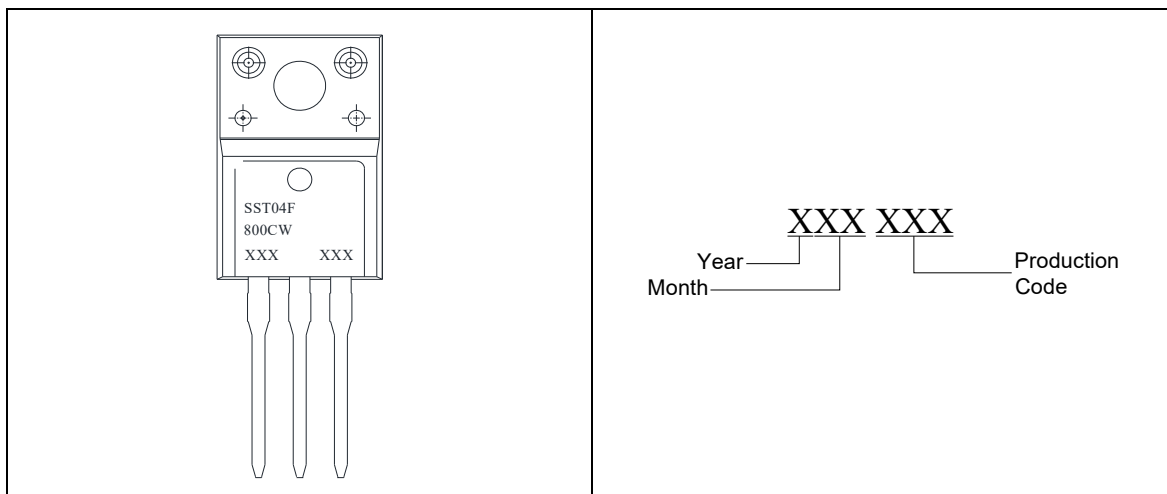 SST04F
800CW
XXX XXX
XXX XXX
Year
Month
Production
Code